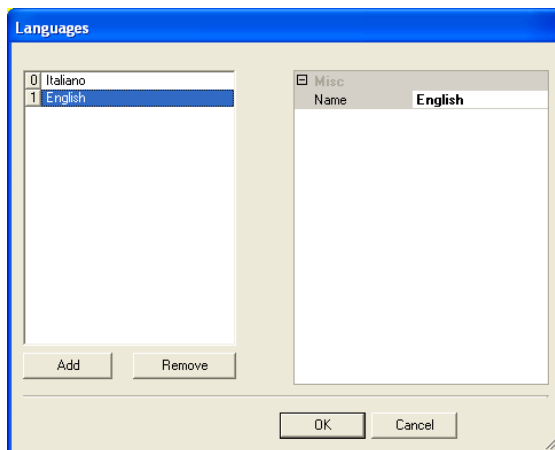 Languages
0 Italiano
1 English
Misc
Name English
Add Remove
OK Cancel